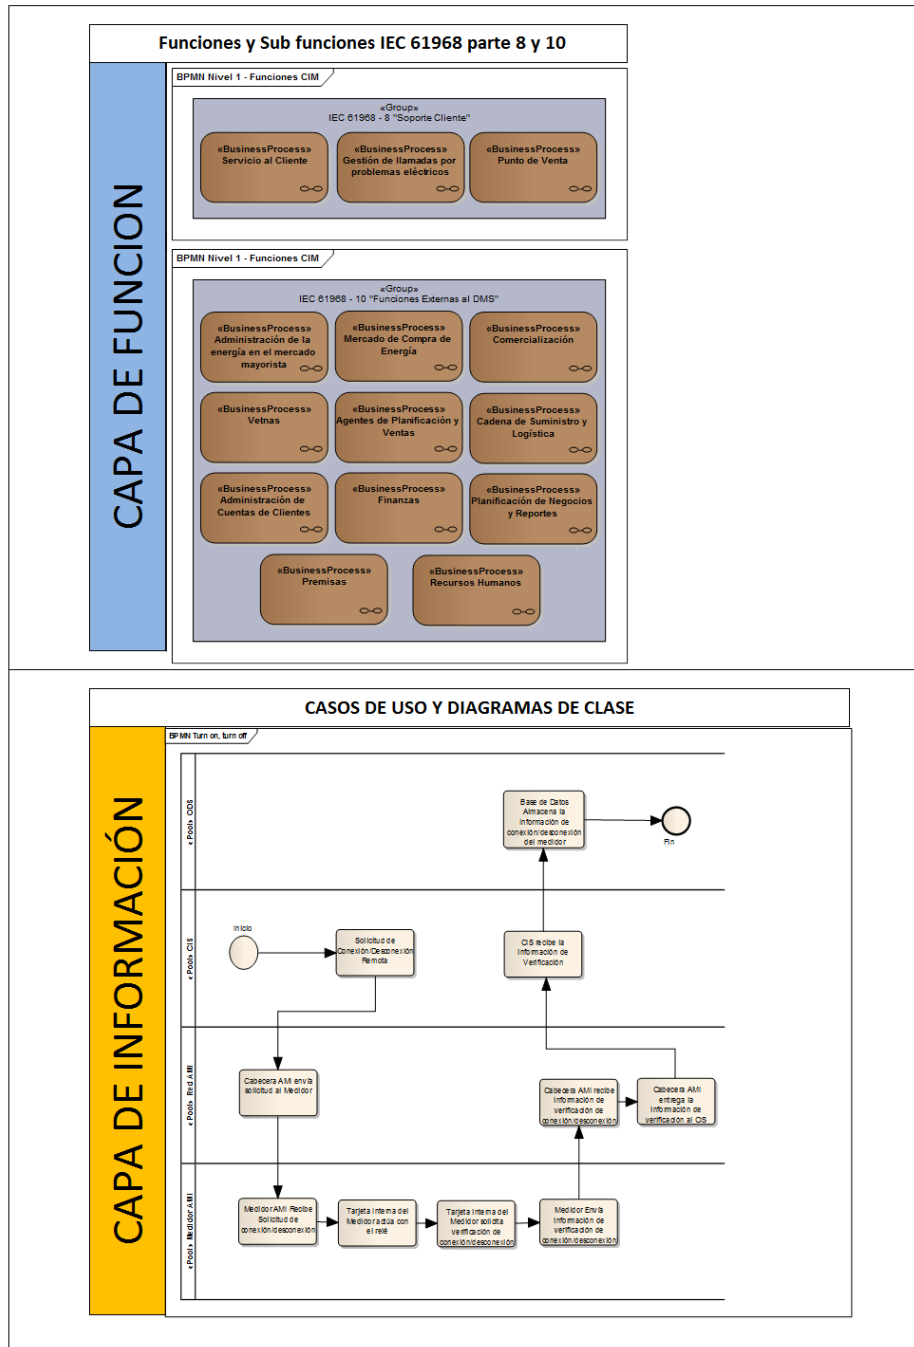 Funciones y Sub funciones IEC 61968 parte 8 y 10
CAPA DE FUNCION
BPMN Nivel 1 - Funciones CIM
«Group»
IEC 61968 - 8 "Soporte Cliente"
«BusinessProcess»
Servicio al Cliente
«BusinessProcess»
Gestión de llamadas por
problemas eléctricos
«BusinessProcess»
Punto de Venta
BPMN Nivel 1 - Funciones CIM
«Group»
IEC 61968 - 10 "Funciones Externas al DMS"
«BusinessProcess»
Administración de la
energía en el mercado
mayorista
«BusinessProcess»
Mercado de Compra de
Energía
«BusinessProcess»
Comercialización
«BusinessProcess»
Vetnas
«BusinessProcess»
Agentes de Planificación y
Ventas
«BusinessProcess»
Cadena de Suministro y
Logística
«BusinessProcess»
Administración de
Cuentas de Clientes
«BusinessProcess»
Finanzas
«BusinessProcess»
Planificación de Negocios
y Reportes
«BusinessProcess»
Premisas
«BusinessProcess»
Recursos Humanos
CASOS DE USO Y DIAGRAMAS DE CLASE
CAPA DE INFORMACIÓN
BPMN Turn on, turn off
«Pool» ODS
Base de Datos
Almacena la
información de
conexión/desconexión
del medidor
Fin
«Pool» CIS
Inicio
Solicitud de
Conexión/Desconexión
Remota
CIS recibe la
Información de
Verificación
«Pool» Red AMI
Cabecera AMI envía
solicitud al Medidor
Cabecera AMI recibe
Información de
verificación de
conexión/desconexión
Cabecera AMI
entrega la
Información de
verificación al CIS
«Pool» Medidor AMI
Medidor AMI Recibe
Solicitud de
conexión/desconexión
Tarjeta Interna del
Medidor actúa con
el relé
Tarjeta Interna del
Medidor solicita
verificación de
conexión/desconexión
Medidor Envía
Información de
verificación de
conexión/desconexión